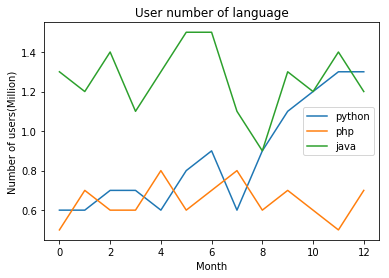 User number of language
Number of users(Million)
1.4
1.2
1.0
0.8
0.6
python
php
java
0 2 4 6 8 10 12
Month